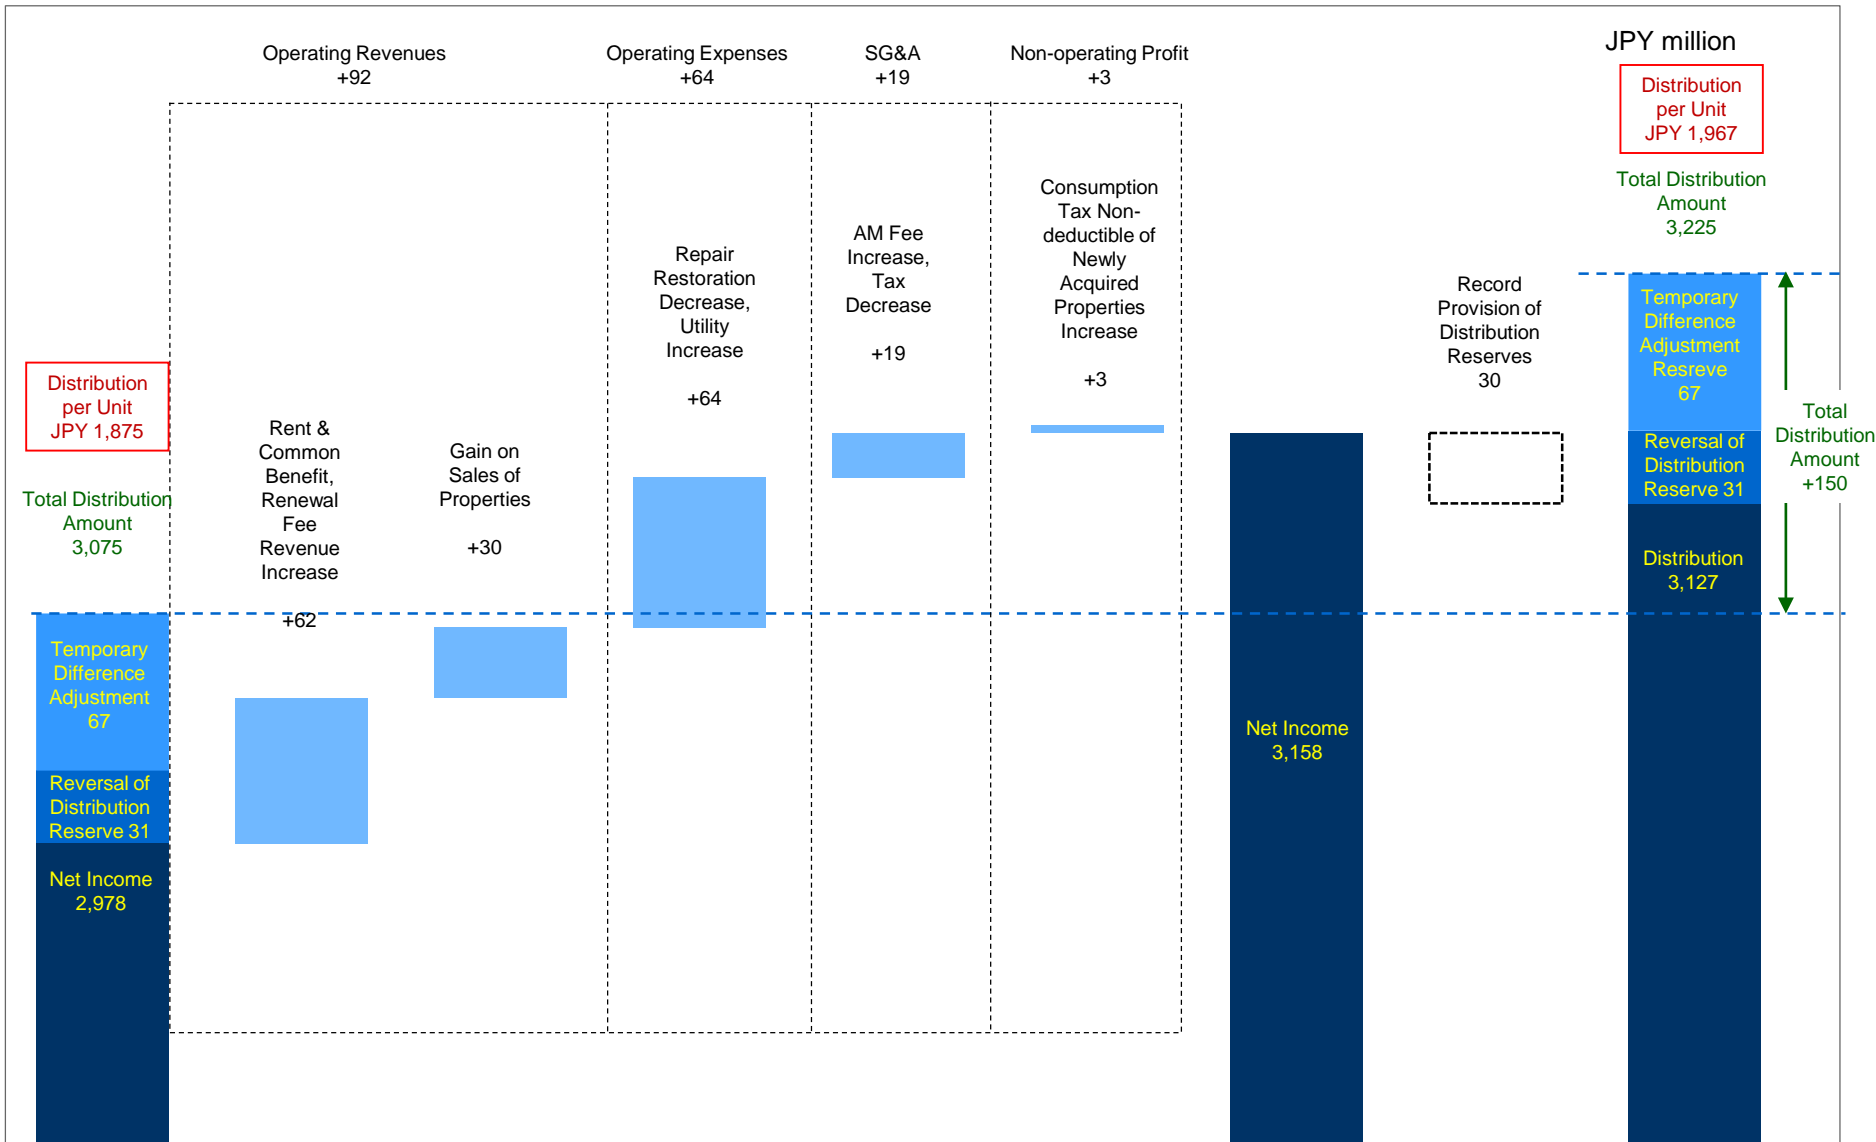 JPY million
Operating Revenues
+92
Operating Expenses
+64
SG&A
+19
Non-operating Profit
+3
Distribution
per Unit
JPY 1,875
Total Distribution
Amount
3,075
Temporary
Difference
Adjustment
67
Reversal of
Distribution
Reserve 31
Net Income
2,978
Rent &
Common
Benefit,
Renewal
Fee
Revenue
Increase
+62
Gain on
Sales of
Properties
+30
Repair
Restoration
Decrease,
Utility
Increase
+64
AM Fee
Increase,
Tax
Decrease
+19
Consumption
Tax Non-
deductible of
Newly
Acquired
Properties
Increase
+3
Net Income
3,158
Record
Provision of
Distribution
Reserves
30
Distribution
per Unit
JPY 1,967
Total Distribution
Amount
3,225
Temporary
Difference
Adjustment
Resreve
67
Reversal of
Distribution
Reserve 31
Distribution
3,127
Total
Distribution
Amount
+150